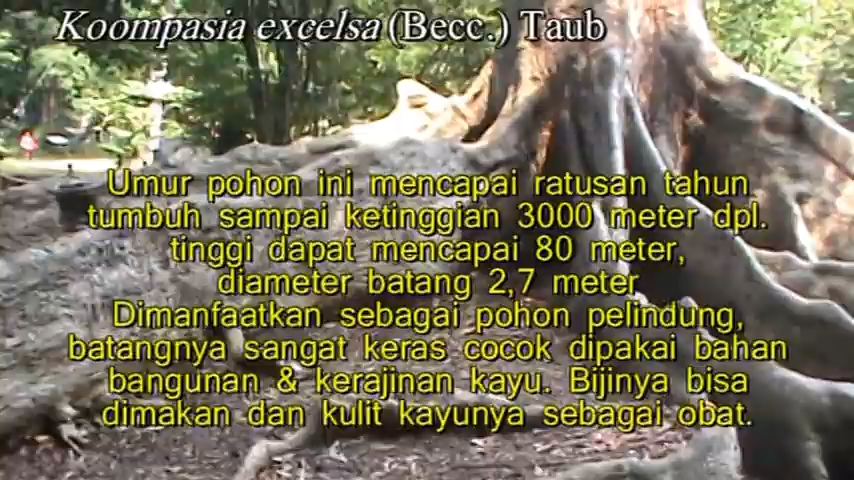 Koompasia excelsa (Becc.) Taub
Umur pohon ini mencapai ratusan tahun
tumbuh sampai ketinggian 3000 meter dpl.
tinggi dapat mencapai 80 meter,
diameter batang 2,7 meter
Dimanfaatkan sebagai pohon pelindung,
batangnya sangat keras cocok dipakai bahan
bangunan & kerajinan kayu. Bijinya bisa
dimakan dan kulit kayunya sebagai obat.